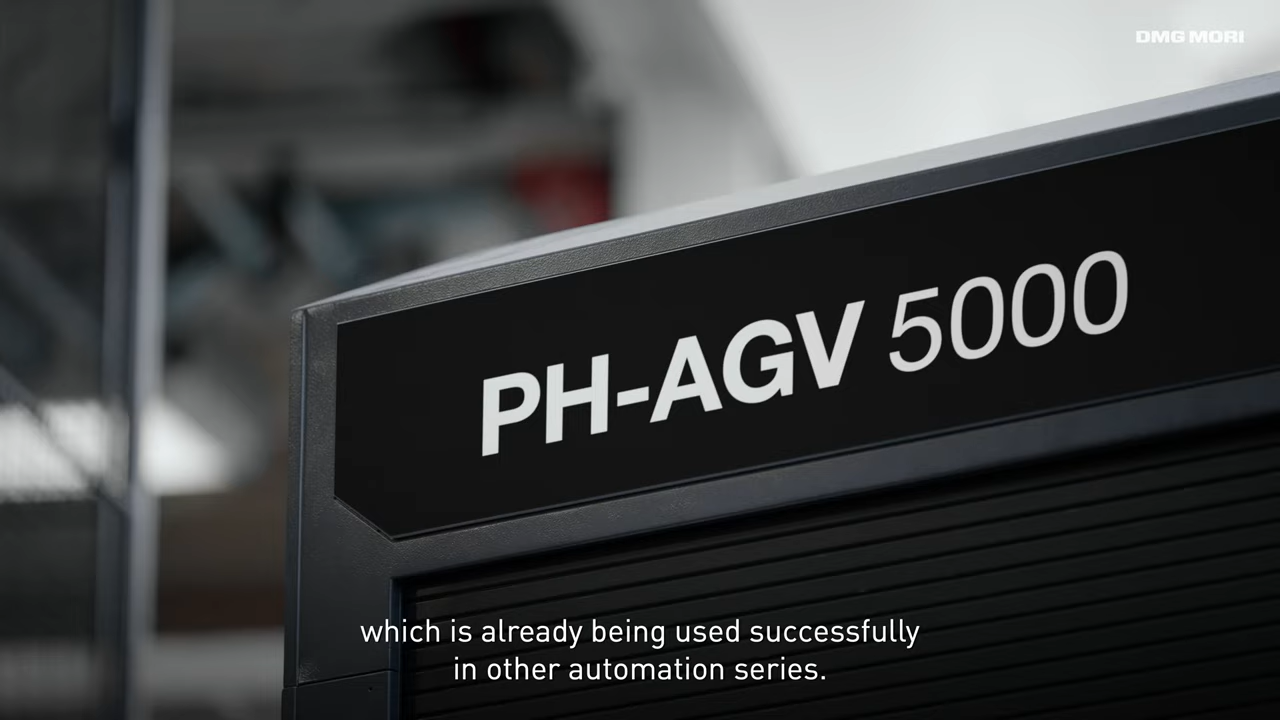 DMG MORI
PH-AGV 5000
which is already being used successfully
in other automation series.